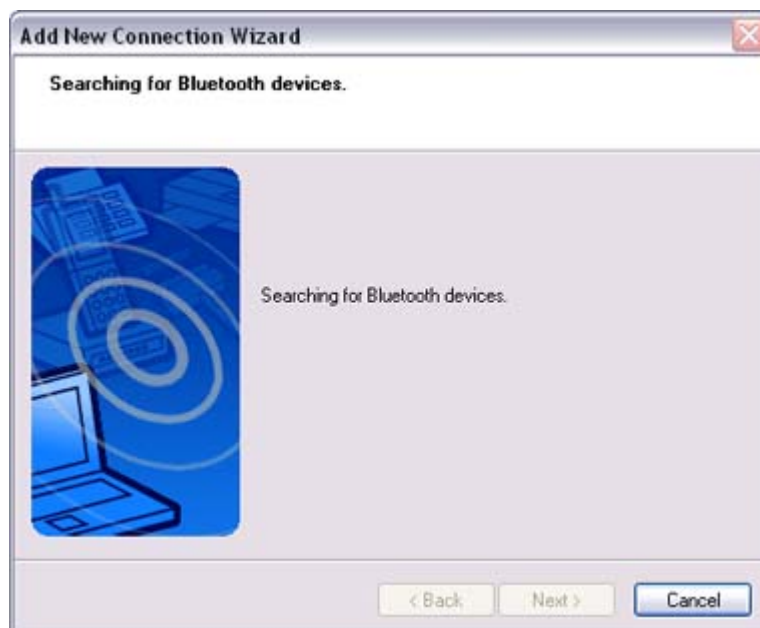 Add New Connection Wizard
Searching for Bluetooth devices.
Searching for Bluetooth devices.
< Back
Next >
Cancel